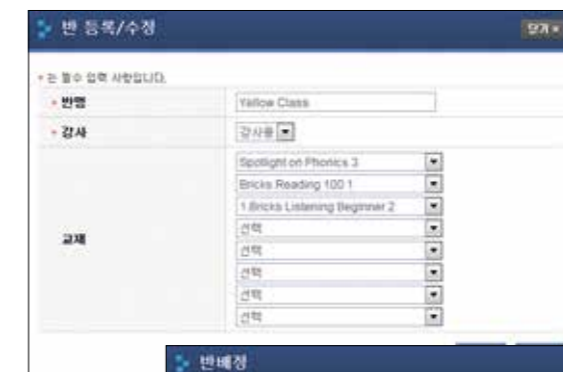 반 등록/수정
닫기 ×
* 는 필수 입력 사항입니다.
• 반명
Yellow Class
• 강사
강사용
교재
Spotlight on Phonics 3
Bricks Reading 100 1
1.Bricks Listening Beginner 2
선택
선택
선택
선택
선택
반배정